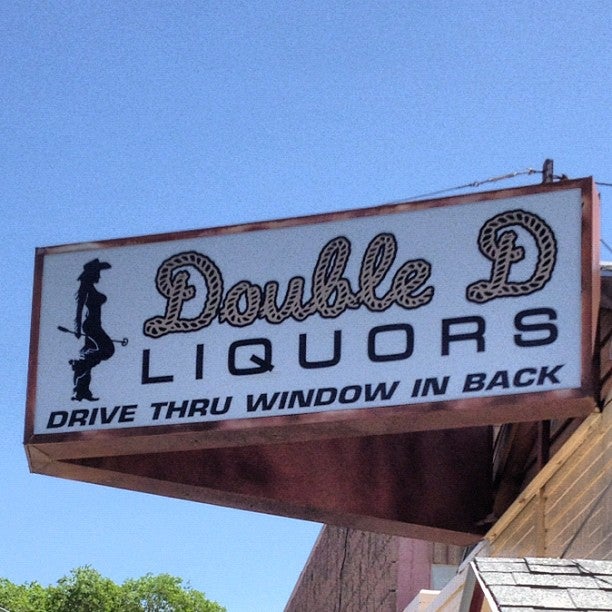 Double D
LIQUORS
DRIVE THRU WINDOW IN BACK